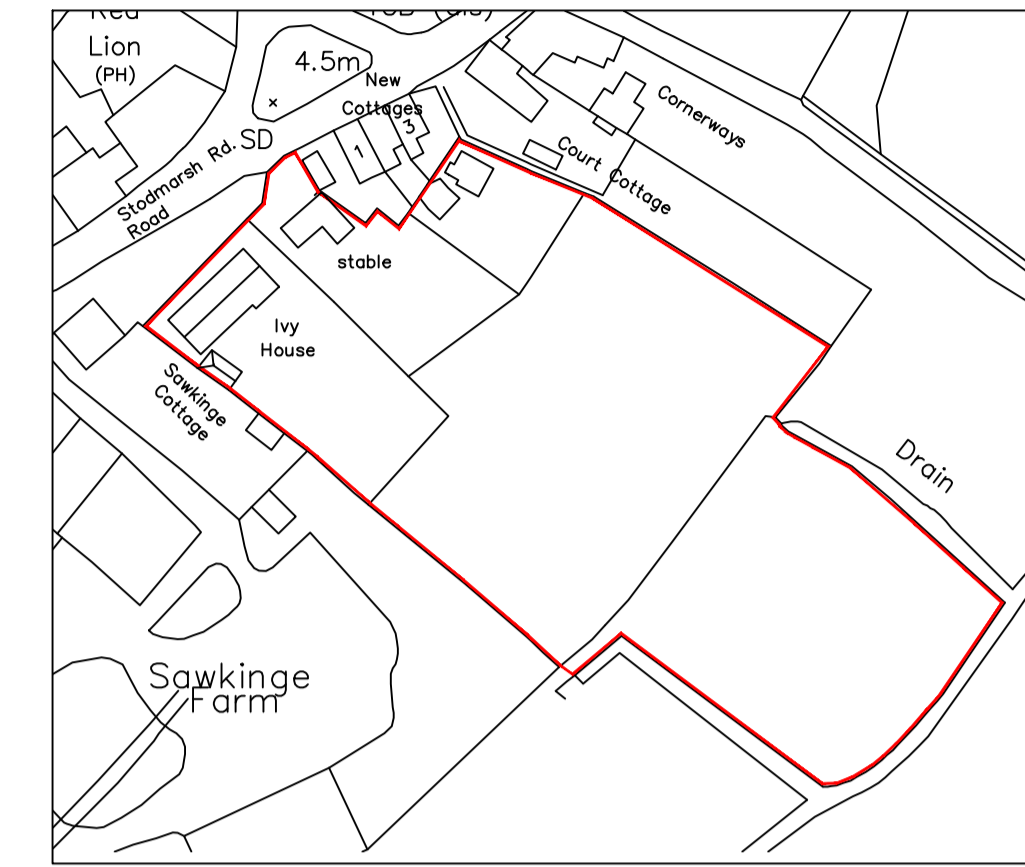 Red
Lion
(PH)
4.5m
New
Cottages
1
3
SD
Stodmarsh Rd.
Road
Cornerways
Court Cottage
stable
Ivy
House
Sawkinge
Cottage
Drain
Sawkinge
Farm